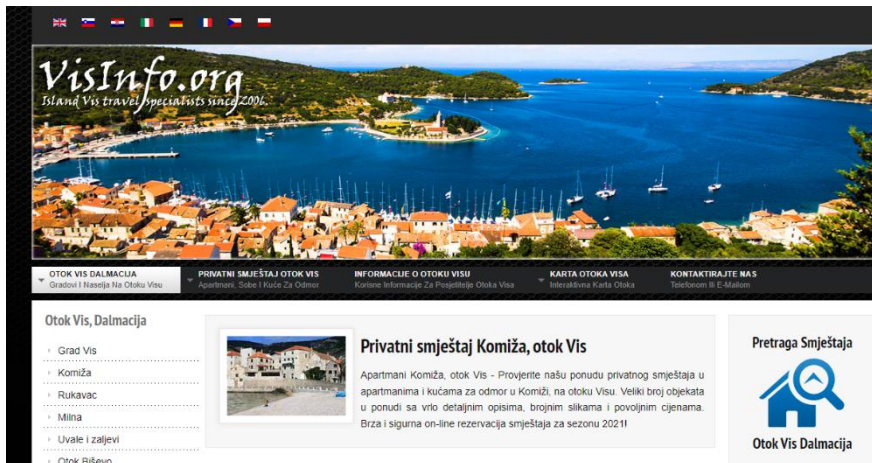 VisInfo.org
Island Vis travel specialists since 2006.
OTOK VIS DALMACIJA
Gradovi I Naselja Na Otoku Visu
PRIVATNI SMJEŠTAJ OTOK VIS
Apartmani, Sobe I Kuće Za Odmor
INFORMACIJE O OTOKU VISU
Korisne Informacije Za Posjetitelje Otoka Visa
KARTA OTOKA VISA
Interaktivna Karta Otoka
KONTAKTIRAJTE NAS
Telefonom Ili E-Mailom
Otok Vis, Dalmacija
Grad Vis
Komiža
Rukavac
Milna
Uvale i zaljevi
Otok Biševo
Privatni smještaj Komiža, otok Vis
Apartmani Komiža, otok Vis - Provjerite našu ponudu privatnog smještaja u
apartmanima i kućama za odmor u Komiži, na otoku Visu. Veliki broj objekata
u ponudi sa vrlo detaljnim opisima, brojnim slikama i povoljnim cijenama.
Brza i sigurna on-line rezervacija smještaja za sezonu 2021!
Pretraga Smještaja
Otok Vis Dalmacija